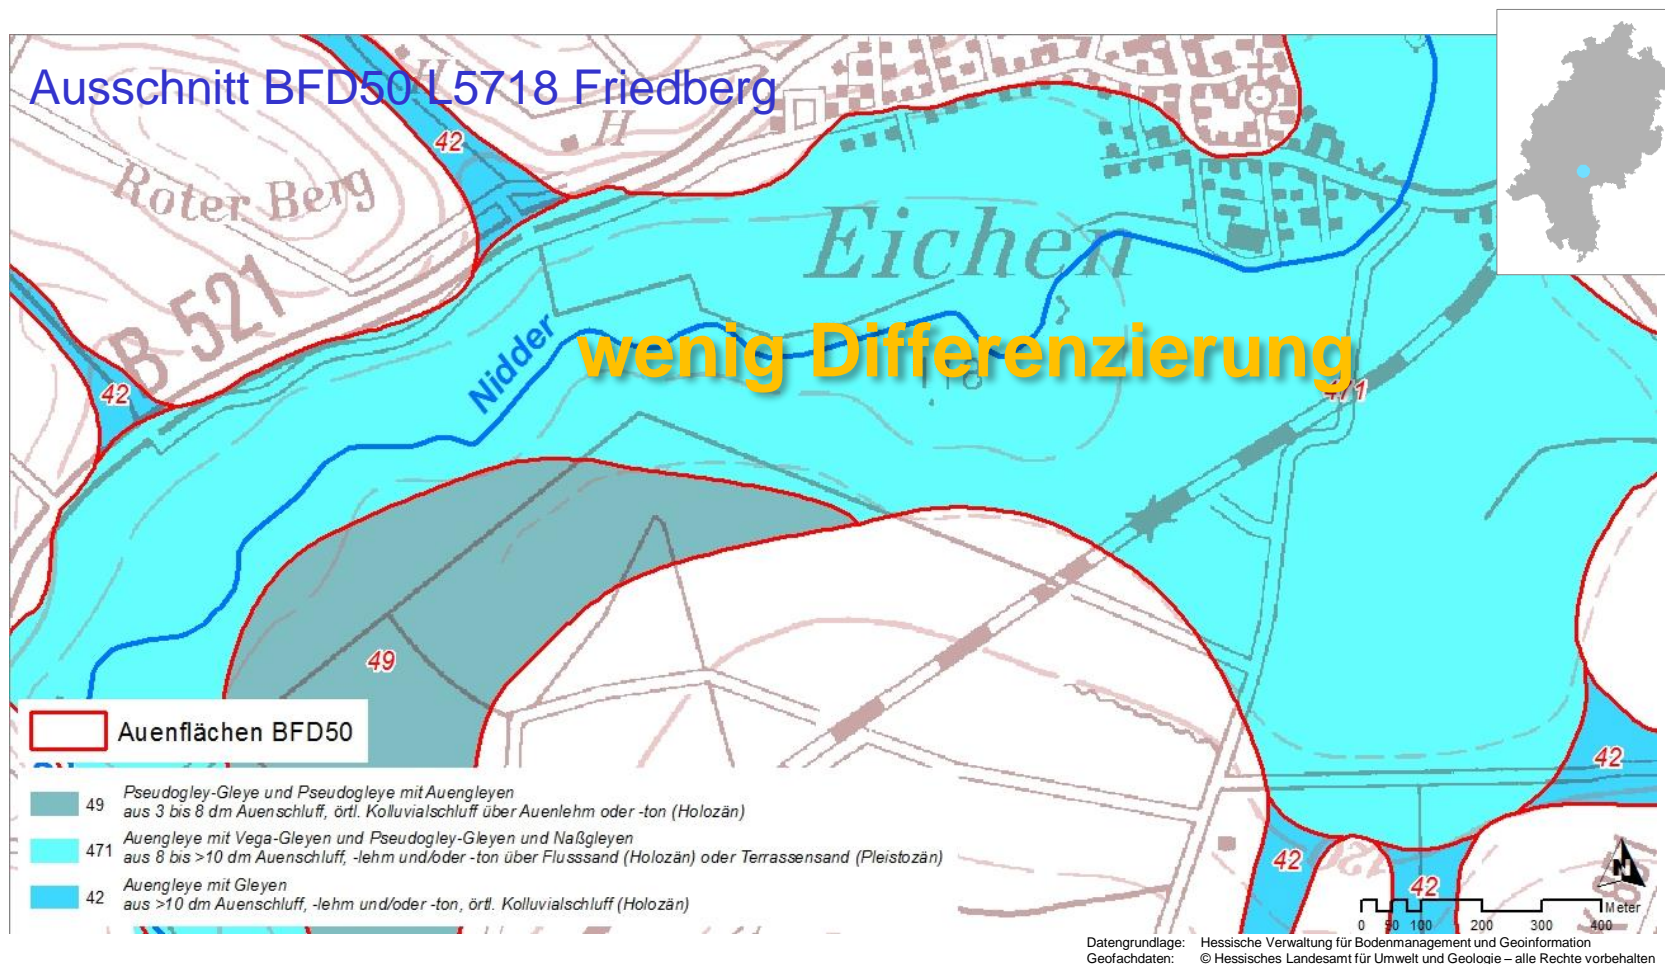 Ausschnitt BFD50 L5718 Friedberg
42
H
H
Roter Berg
Eichen
B 521
Nidder
wenig Differenzierung
118
471
42
49
Auenflächen BFD50
42
49 Pseudogley-Gleye und Pseudogleye mit Auengleyen
aus 3 bis 8 dm Auenschluff, örtl. Kolluvialschluff über Auenlehm oder -ton (Holozän)
471 Auengleye mit Vega-Gleyen und Pseudogley-Gleyen und Naßgleyen
aus 8 bis >10 dm Auenschluff, -lehm und/oder -ton über Flusssand (Holozän) oder Terrassensand (Pleistozän)
42 Auengleye mit Gleyen
aus >10 dm Auenschluff, -lehm und/oder -ton, örtl. Kolluvialschluff (Holozän)
42
42
N
Meter
0 50 100 200 300 400
Datengrundlage: Hessische Verwaltung für Bodenmanagement und Geoinformation
Geofachdaten: © Hessisches Landesamt für Umwelt und Geologie – alle Rechte vorbehalten